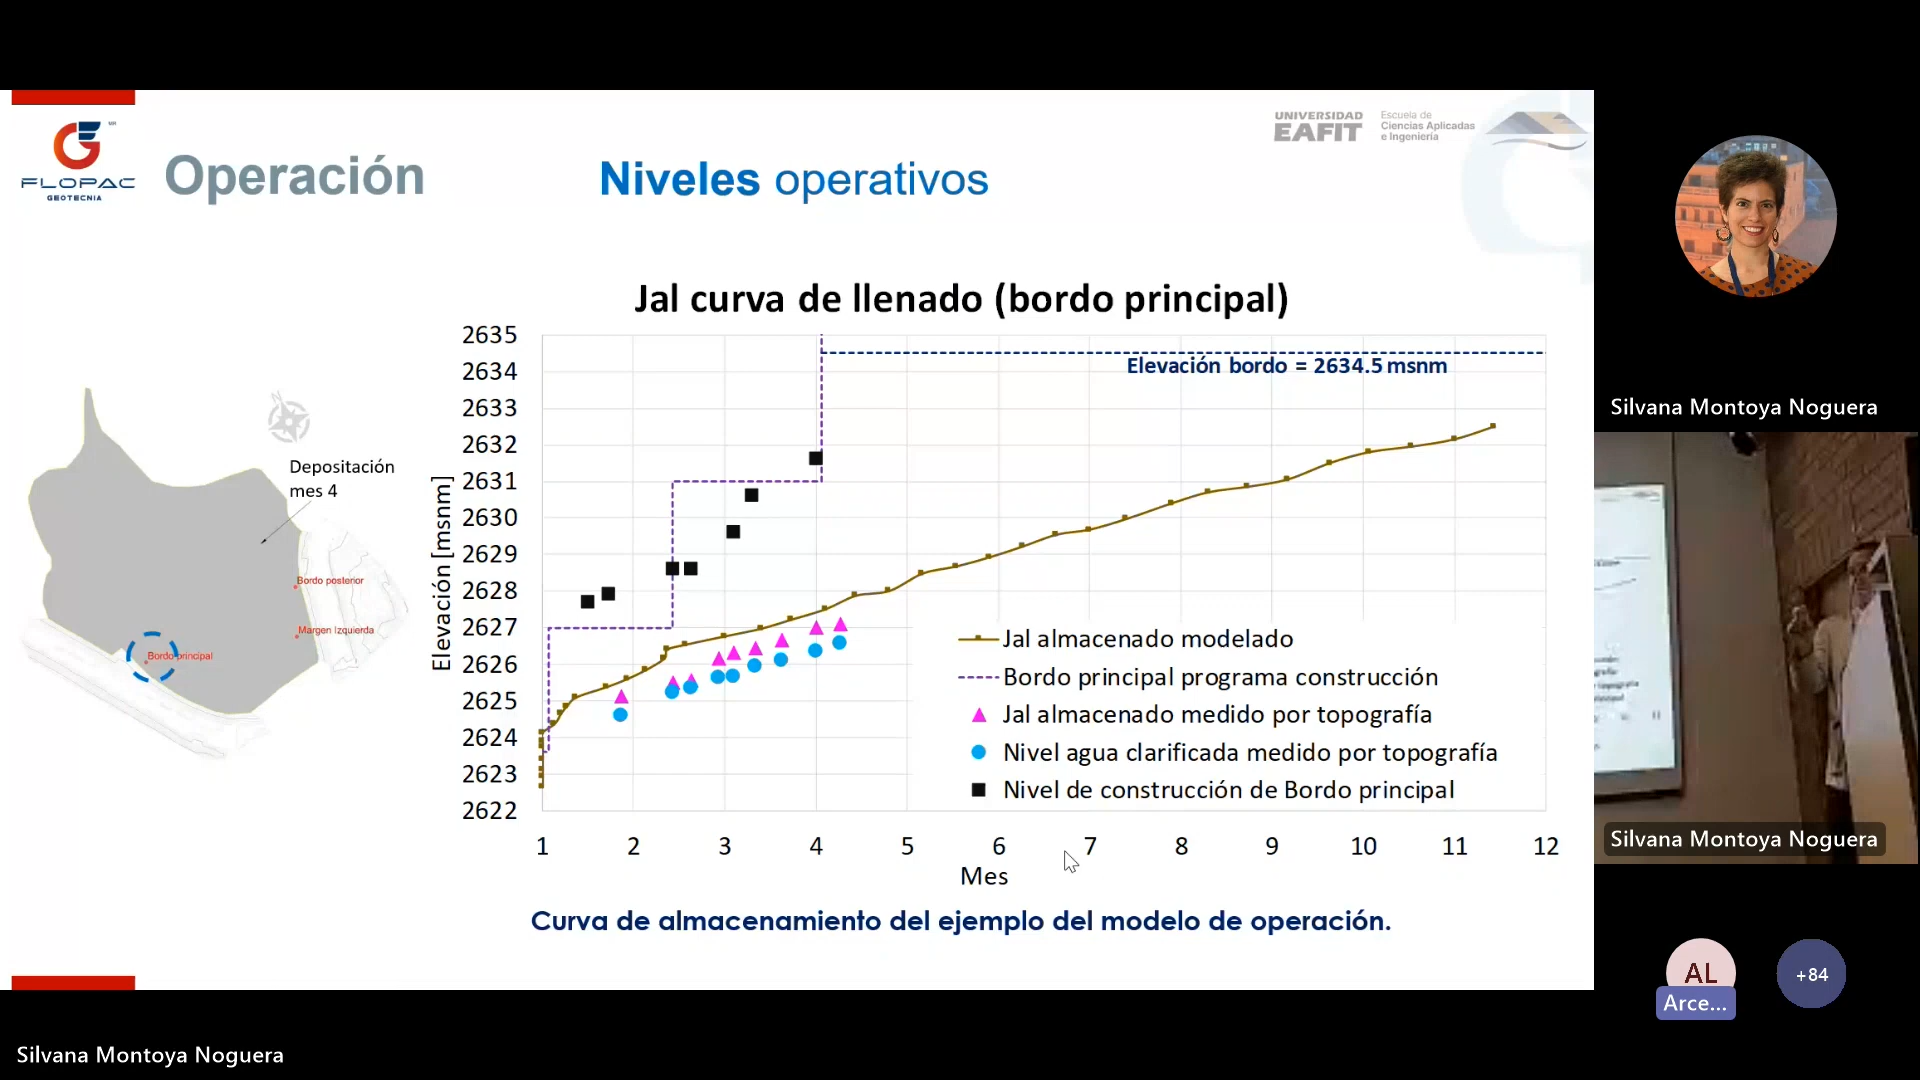 FLOPAC
GEOTECNIA
MR
Operación
Niveles operativos
UNIVERSIDAD
EAFIT
Escuela de
Ciencias Aplicadas
e Ingeniería
Jal curva de llenado (bordo principal)
Elevación [msnm]
2635
2634
2633
2632
2631
2630
2629
2628
2627
2626
2625
2624
2623
2622
Elevación bordo = 2634.5 msnm
Jal almacenado modelado
Bordo principal programa construcción
Jal almacenado medido por topografía
Nivel agua clarificada medido por topografía
Nivel de construcción de Bordo principal
1 2 3 4 5 6 7 8 9 10 11 12
Mes
Depositación
mes 4
Bordo posterior
Margen Izquierda
Bordo principal
Curva de almacenamiento del ejemplo del modelo de operación.
Silvana Montoya Noguera
Silvana Montoya Noguera
AL
Arce...
+84
Silvana Montoya Noguera